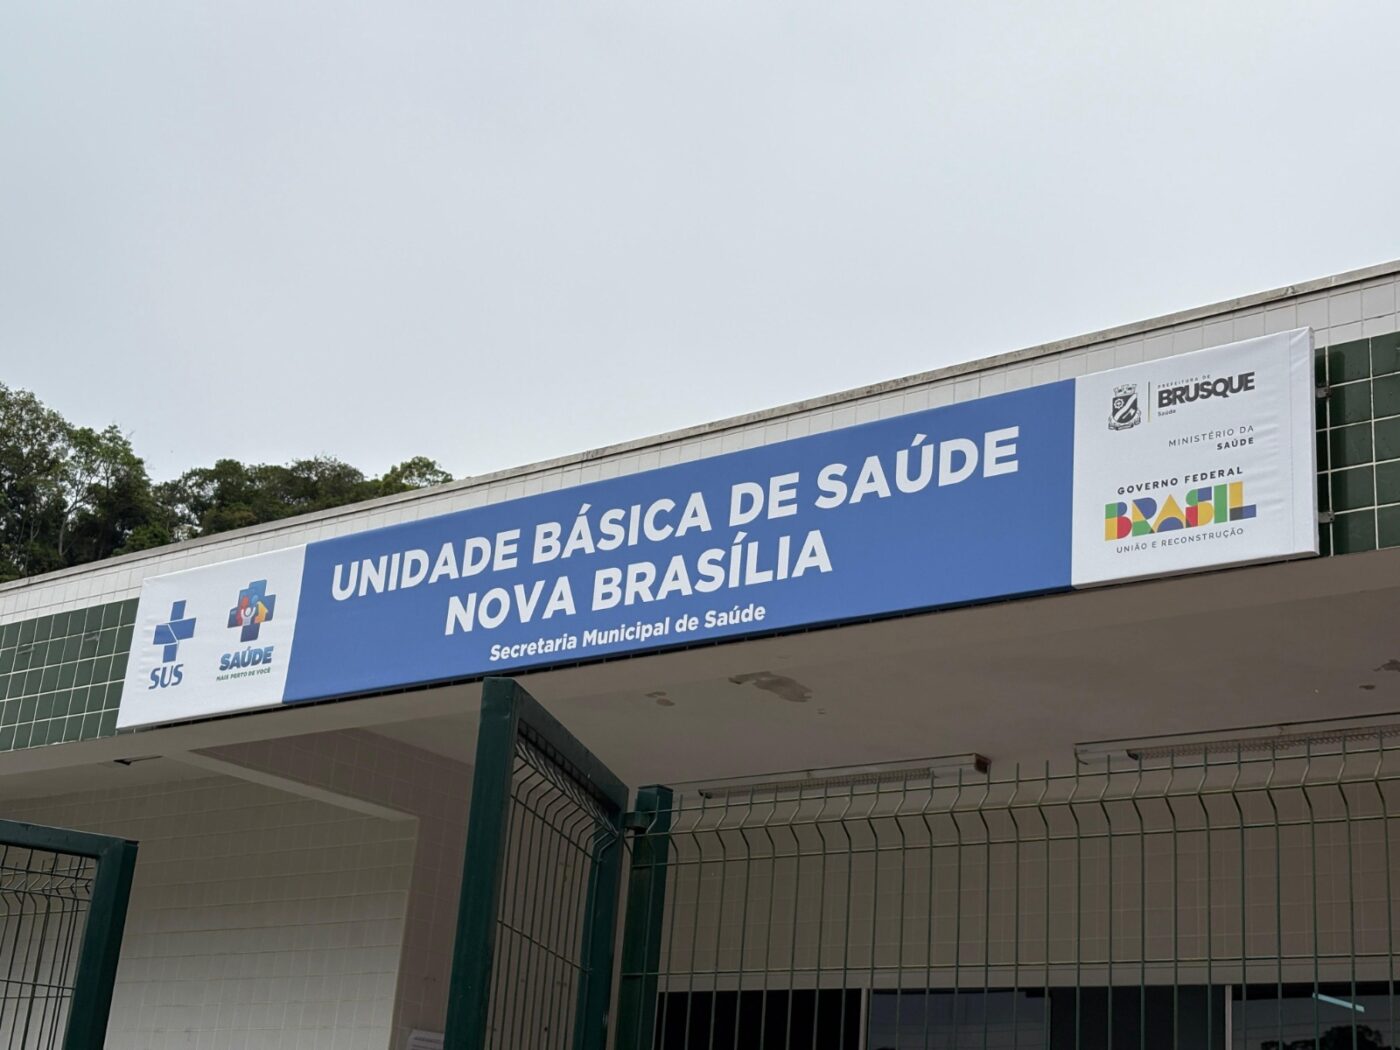 SUS
SAÚDE
MAIS PERTO DE VOCÊ
UNIDADE BÁSICA DE SAÚDE
NOVA BRASÍLIA
Secretaria Municipal de Saúde
PREFEITURA DE
BRUSQUE
Saúde
MINISTÉRIO DA
SAÚDE
GOVERNO FEDERAL
BRASIL
UNIÃO E RECONSTRUÇÃO